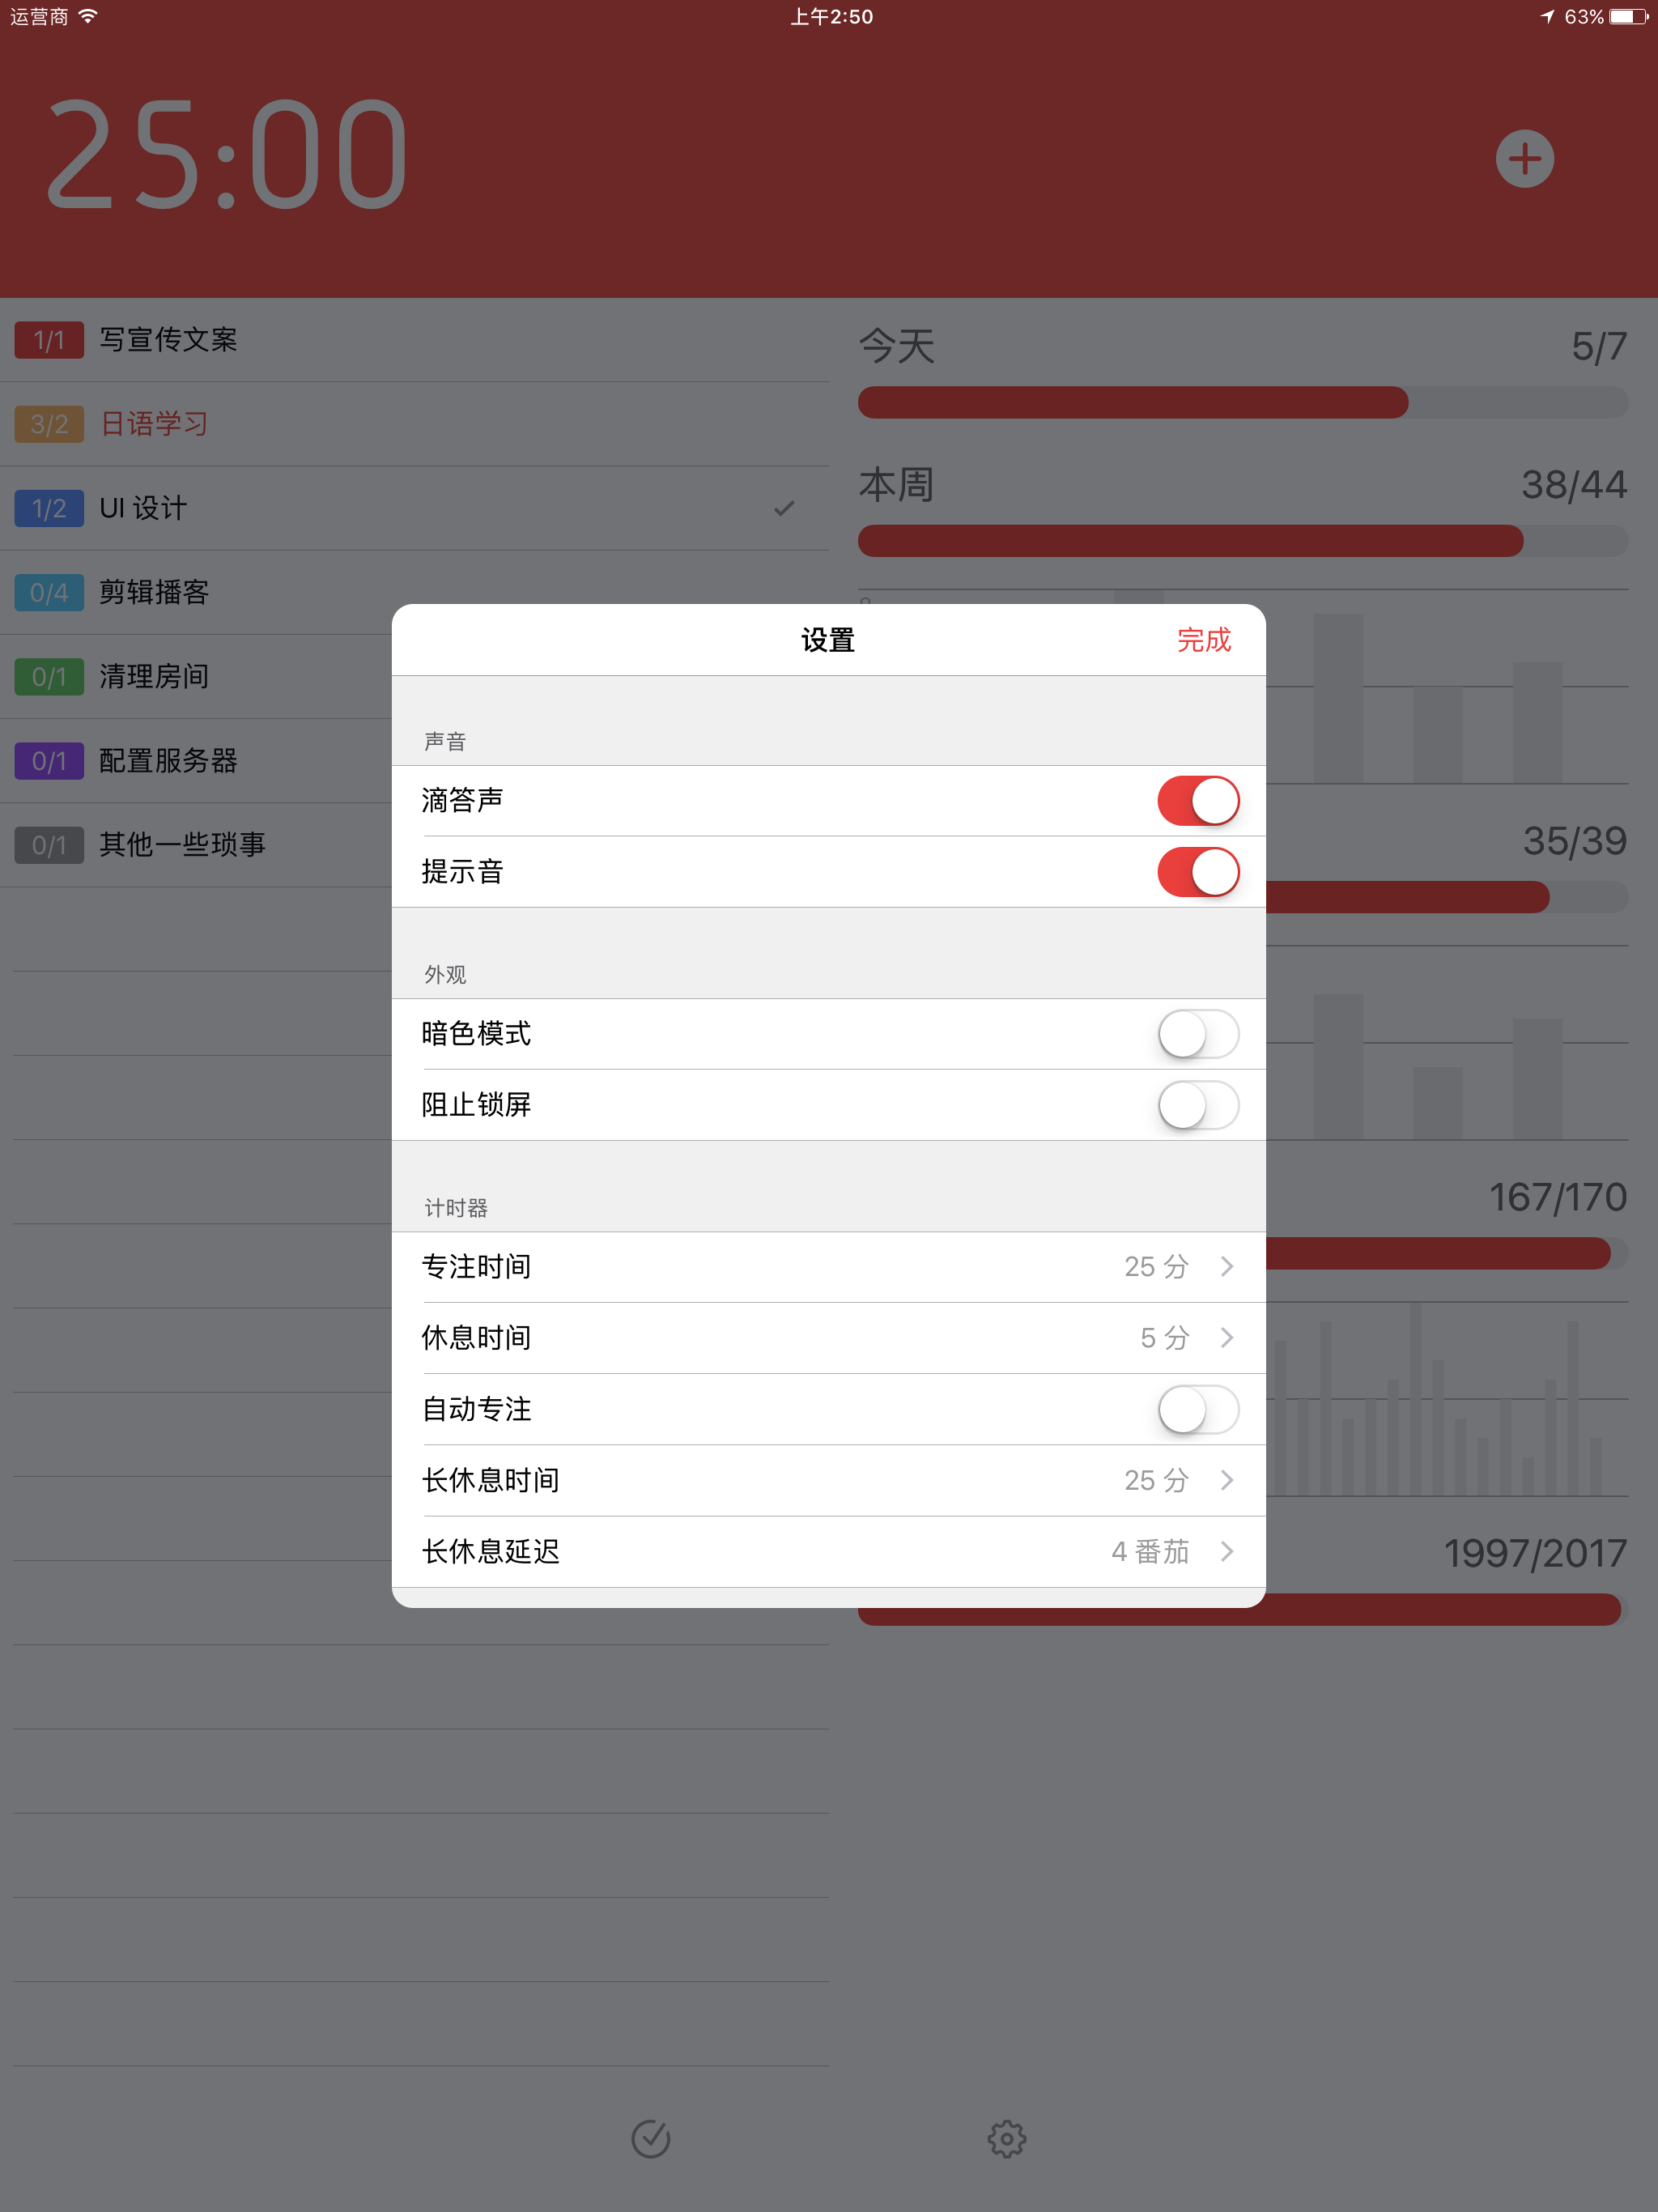 运营商
上午2:50
63%
25:00
1/1 写宣传文案
3/2 日语学习
1/2 UI 设计
0/4 剪辑播客
0/1 清理房间
0/1 配置服务器
0/1 其他一些琐事
今天 5/7
本周 38/44
35/39
167/170
1997/2017
设置
完成
声音
滴答声
提示音
外观
暗色模式
阻止锁屏
计时器
专注时间 25 分
休息时间 5 分
自动专注
长休息时间 25 分
长休息延迟 4 番茄